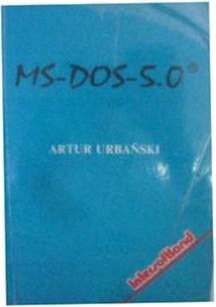 MS-DOS-5.0®
ARTUR URBAŃSKI
intersoftland